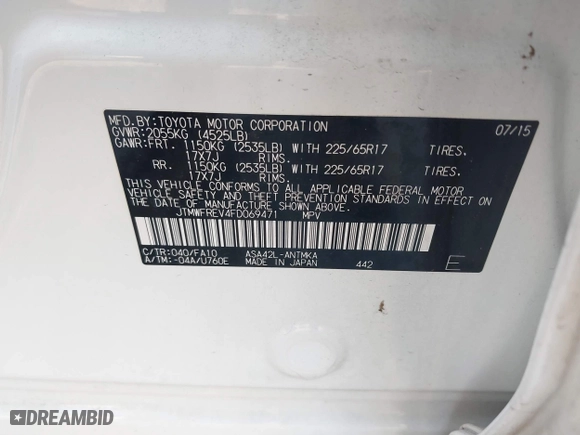 MFD.BY:TOYOTA MOTOR CORPORATION 07/15
GVWR:2055KG (4525LB)
GAWR:FRT. 1150KG (2535LB) WITH 225/65R17 TIRES.
17X7J RIMS.
RR. 1150KG (2535LB) WITH 225/65R17 TIRES.
17X7J RIMS.
THIS VEHICLE CONFORMS TO ALL APPLICABLE FEDERAL MOTOR
VEHICLE SAFETY AND THEFT PREVENTION STANDARDS IN EFFECT ON
THE DATE OF MANUFACTURE SHOWN ABOVE.
JTMWFREV4FD069471 MPV
C/TR:040/FA10 ASA42L-ANTMKA
A/TM:-04A/U760E MADE IN JAPAN 442 E
DREAMBID